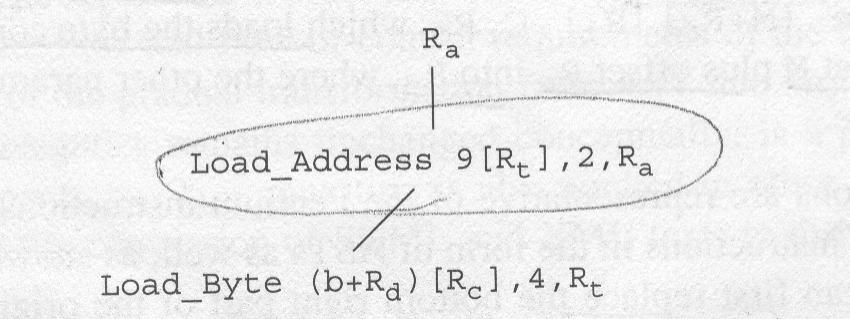 Ra
Load_Address 9[Rt],2,Ra
Load_Byte (b+Rd)[Rc],4,Rt